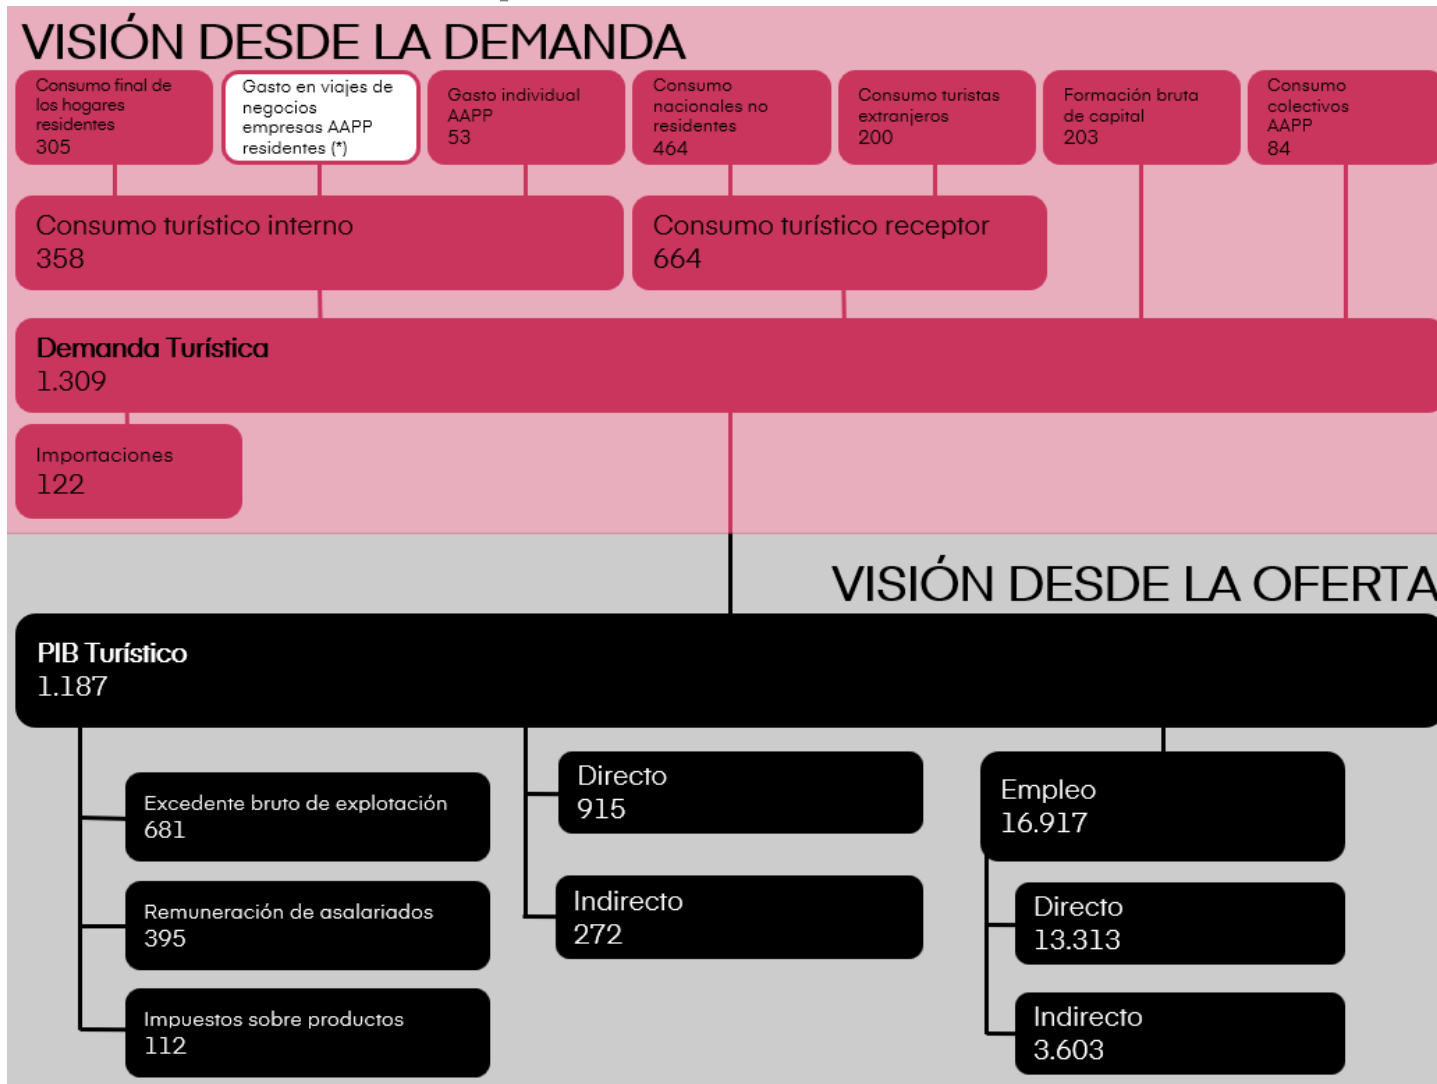 VISIÓN DESDE LA DEMANDA
Consumo final de
los hogares
residentes
305
Gasto en viajes de
negocios
empresas AAPP
residentes (*)
Gasto individual
AAPP
53
Consumo
nacionales no
residentes
464
Consumo turistas
extranjeros
200
Formación bruta
de capital
203
Consumo
colectivos
AAPP
84
Consumo turístico interno
358
Consumo turístico receptor
664
Demanda Turística
1.309
Importaciones
122
VISIÓN DESDE LA OFERTA
PIB Turístico
1.187
Excedente bruto de explotación
681
Remuneración de asalariados
395
Impuestos sobre productos
112
Directo
915
Indirecto
272
Empleo
16.917
Directo
13.313
Indirecto
3.603